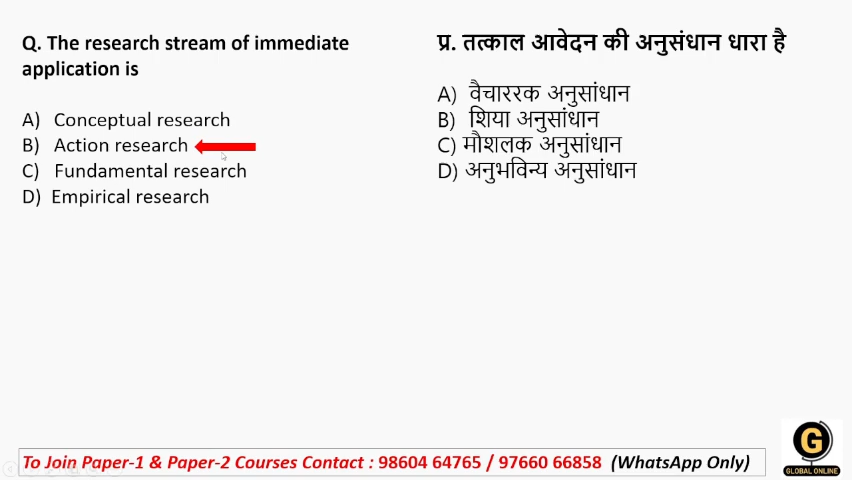 Q. The research stream of immediate
application is
A) Conceptual research
B) Action research
C) Fundamental research
D) Empirical research
प्र. तत्काल आवेदन की अनुसंधान धारा है
A) वैचाररक अनुसांधान
B) शिया अनुसांधान
C) मौशलक अनुसांधान
D) अनुभविन्य अनुसांधान
G
GLOBAL ONLINE
To Join Paper-1 & Paper-2 Courses Contact : 98604 64765 / 97660 66858 (WhatsApp Only)